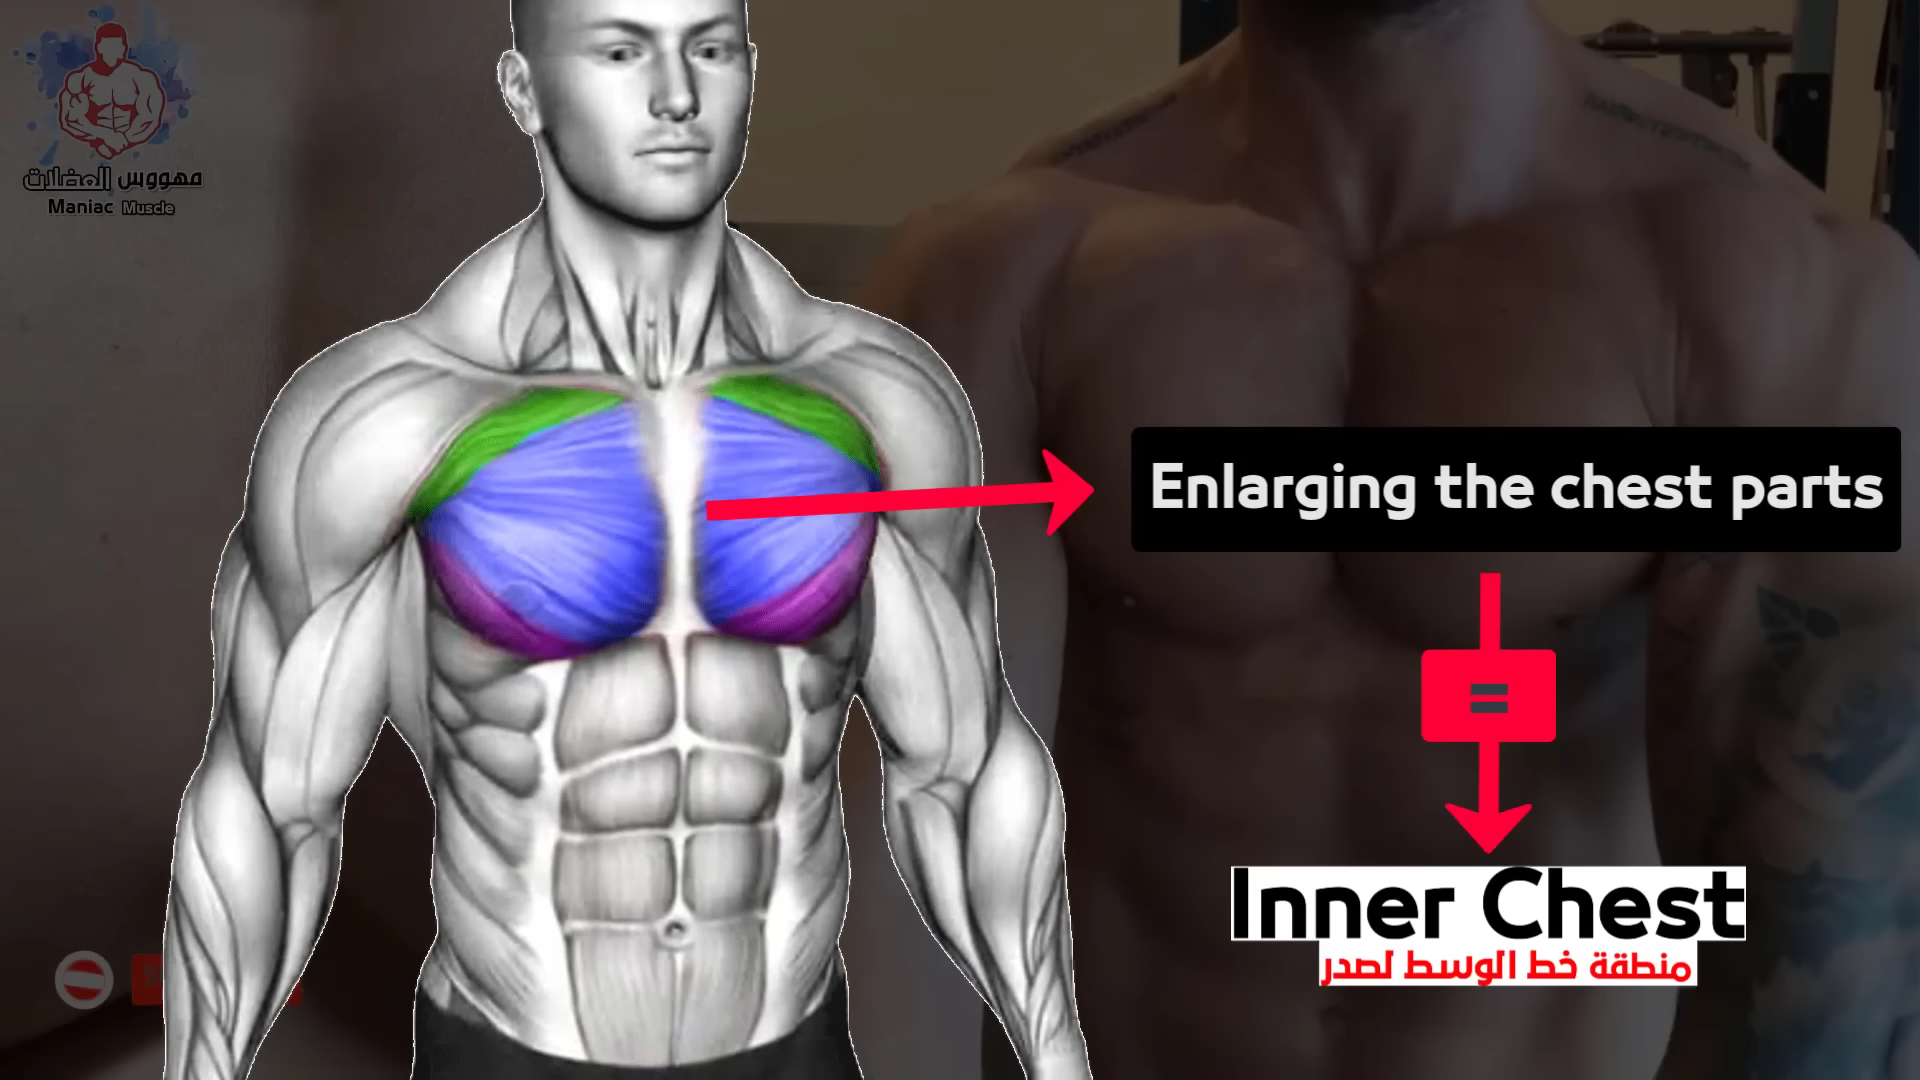 مهووس العضلات
Maniac Muscle
Enlarging the chest parts
=
Inner Chest
منطقة خط الوسط لصدر